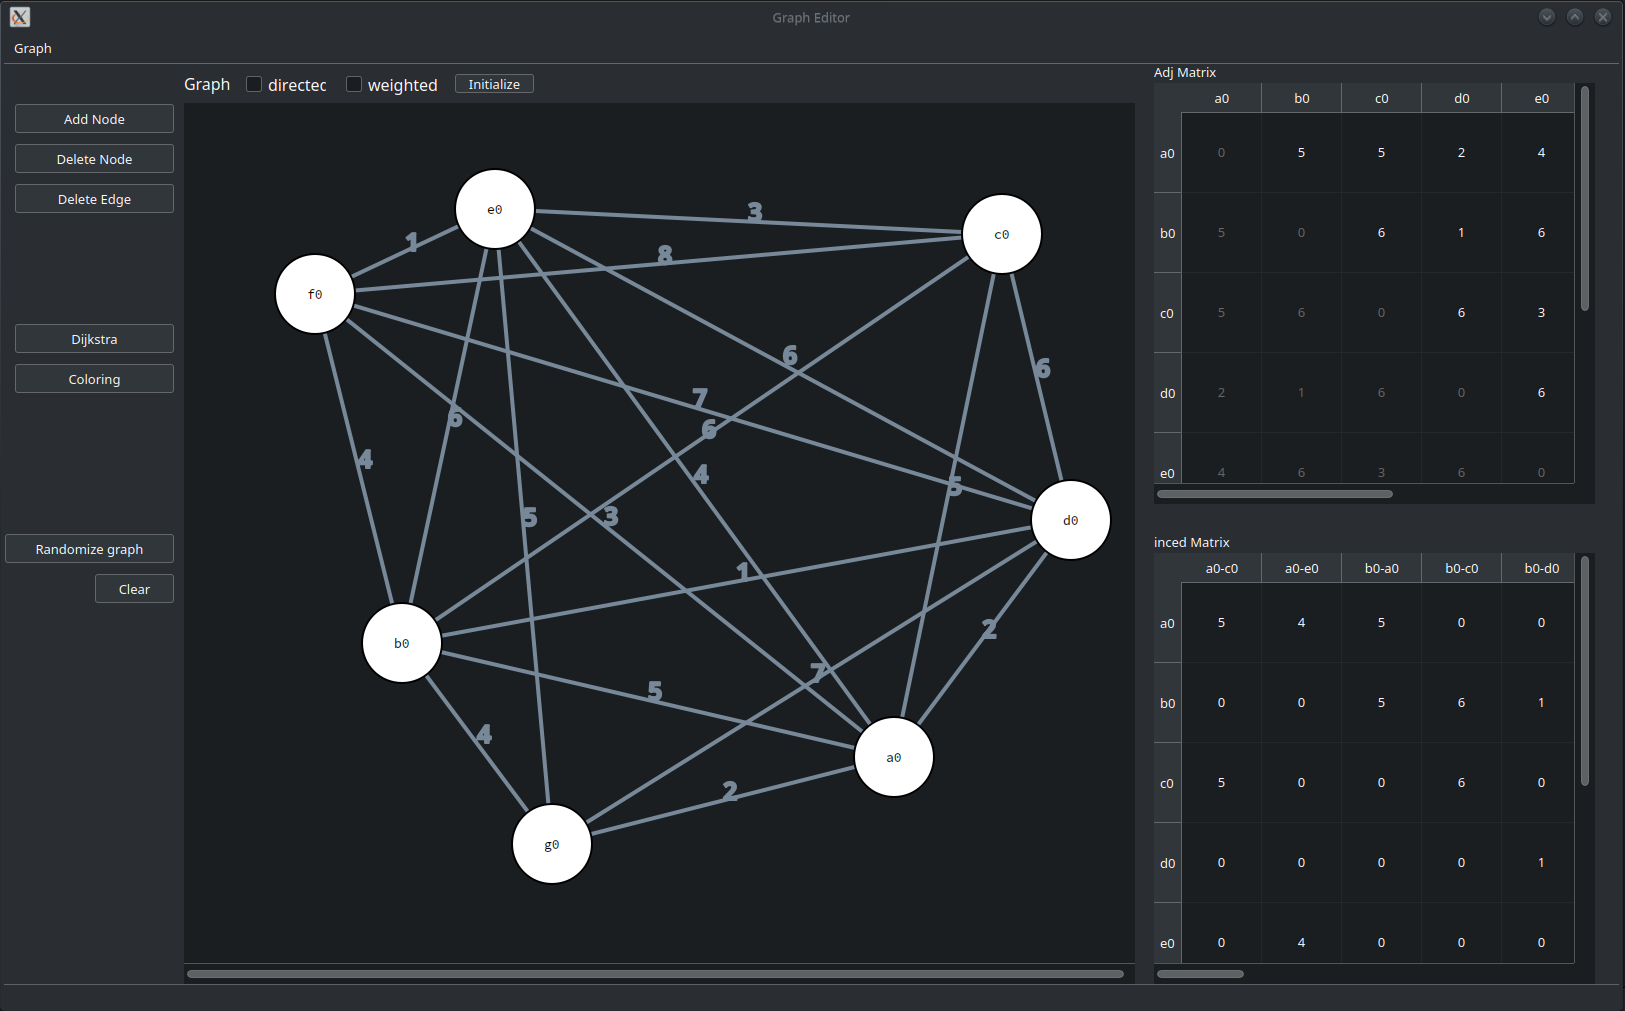 Graph Editor
Graph
Graph directec weighted Initialize
Add Node
Delete Node
Delete Edge
Dijkstra
Coloring
Randomize graph
Clear
e0
c0
f0
d0
b0
a0
g0
3
1
8
6
6
7
6
6
4
4
5
5
3
1
2
7
5
4
2
Adj Matrix
a0 b0 c0 d0 e0
a0 0 5 5 2 4
b0 5 0 6 1 6
c0 5 6 0 6 3
d0 2 1 6 0 6
e0 4 6 3 6 0
inced Matrix
a0-c0 a0-e0 b0-a0 b0-c0 b0-d0
a0 5 4 5 0 0
b0 0 0 5 6 1
c0 5 0 0 6 0
d0 0 0 0 0 1
e0 0 4 0 0 0